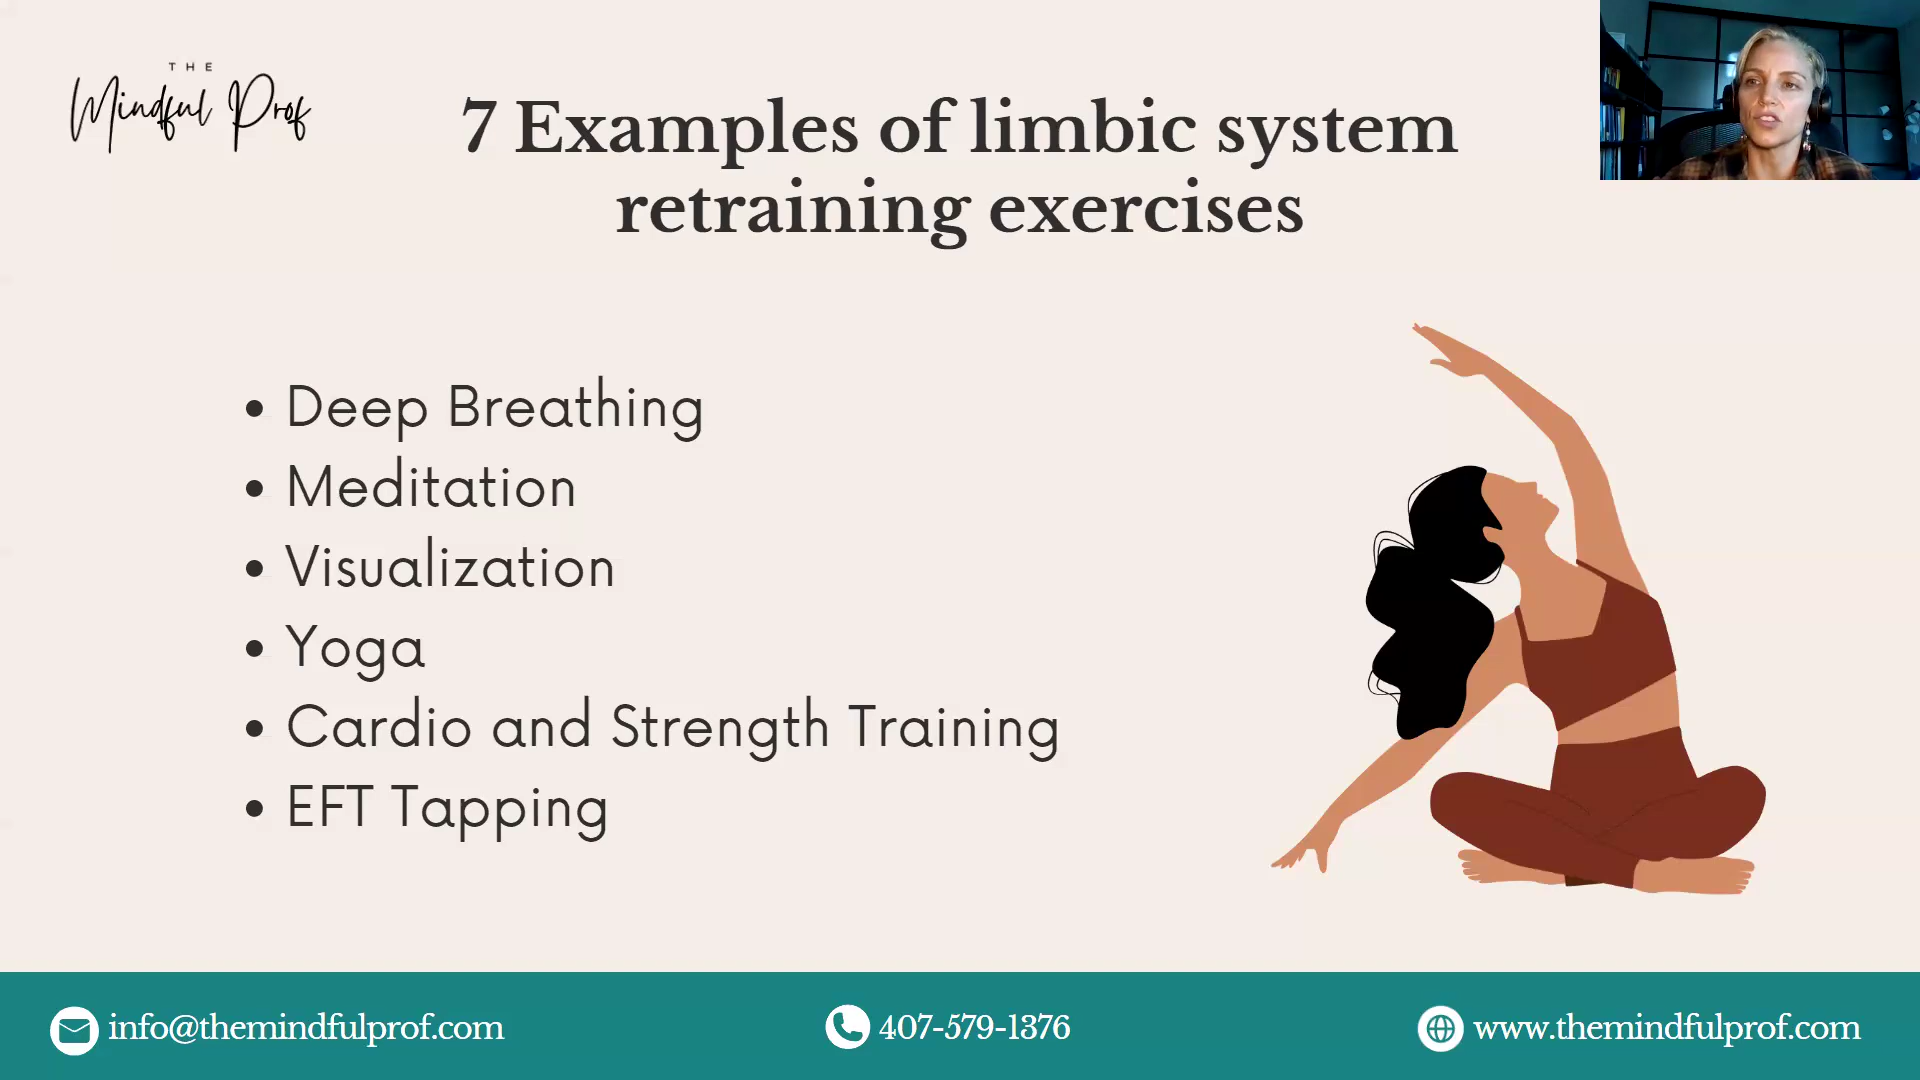 THE
Mindful Prof
7 Examples of limbic system
retraining exercises
• Deep Breathing
• Meditation
• Visualization
• Yoga
• Cardio and Strength Training
• EFT Tapping
info@themindfulprof.com
407-579-1376
www.themindfulprof.com